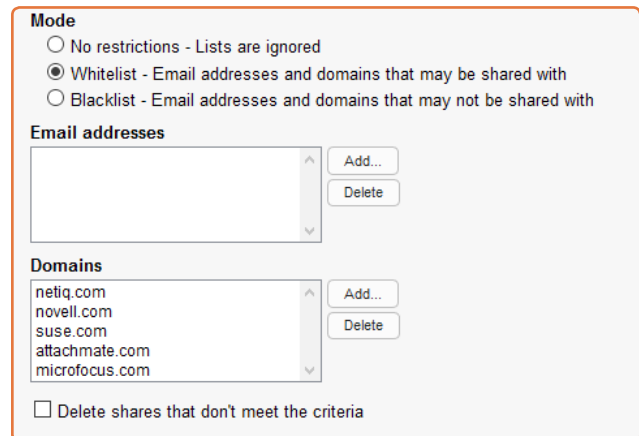 Mode
No restrictions - Lists are ignored
Whitelist - Email addresses and domains that may be shared with
Blacklist - Email addresses and domains that may not be shared with
Email addresses
Add...
Delete
Domains
netiq.com
Add...
novell.com
suse.com
Delete
attachmate.com
microfocus.com
Delete shares that don't meet the criteria